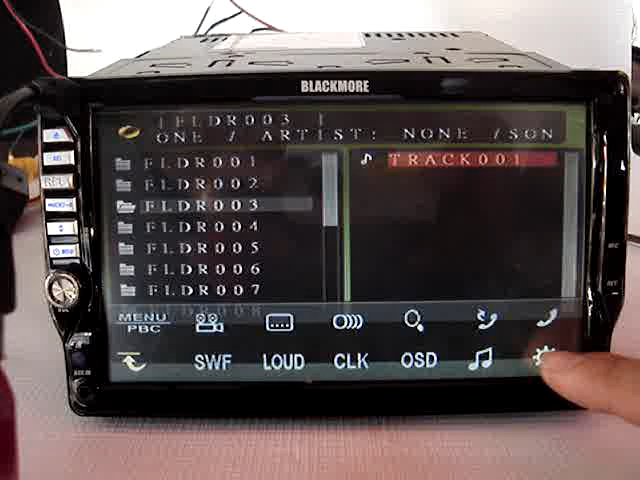 BLACKMORE
[FLDR003 ]
ONE / ARTIST: NONE /SON
FLDR001
FLDR002
FLDR003
FLDR004
FLDR005
FLDR006
FLDR007
FLDR008
TRACK001
MENU
PBC
SWF LOUD CLK OSD